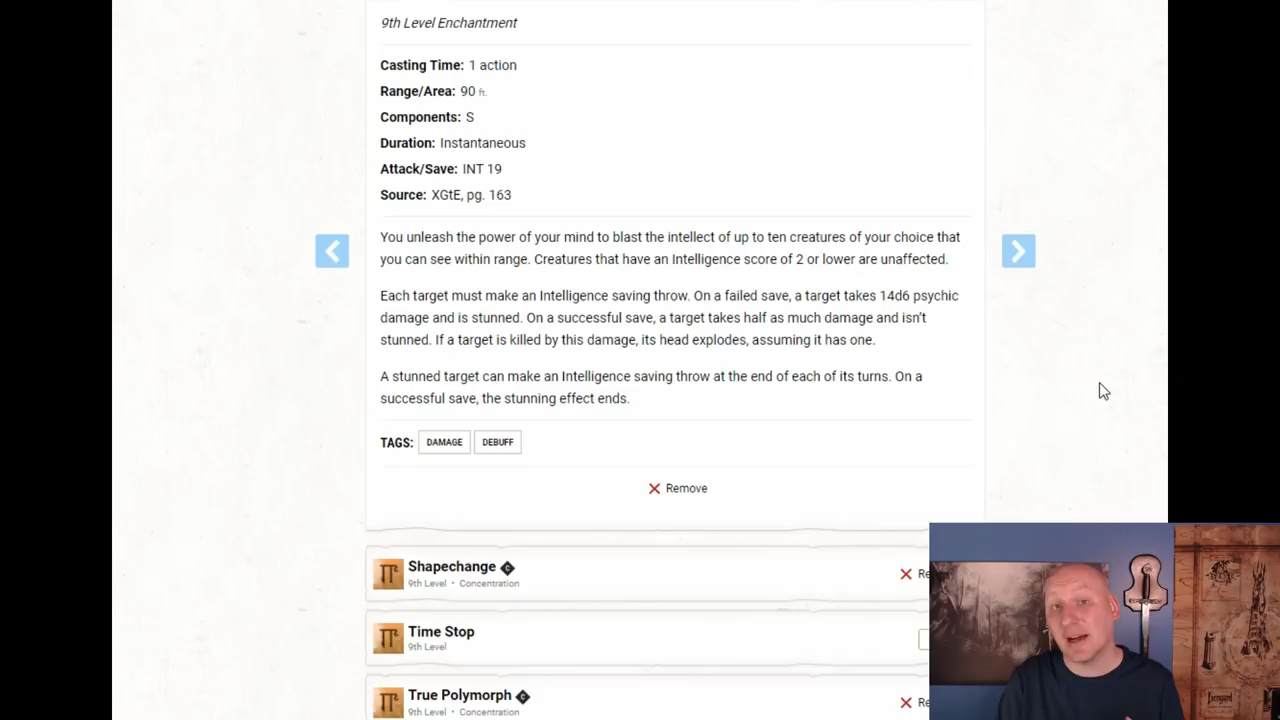 9th Level Enchantment
Casting Time: 1 action
Range/Area: 90 ft.
Components: S
Duration: Instantaneous
Attack/Save: INT 19
Source: XGtE, pg. 163
You unleash the power of your mind to blast the intellect of up to ten creatures of your choice that
you can see within range. Creatures that have an Intelligence score of 2 or lower are unaffected.
Each target must make an Intelligence saving throw. On a failed save, a target takes 14d6 psychic
damage and is stunned. On a successful save, a target takes half as much damage and isn't
stunned. If a target is killed by this damage, its head explodes, assuming it has one.
A stunned target can make an Intelligence saving throw at the end of each of its turns. On a
successful save, the stunning effect ends.
TAGS: DAMAGE DEBUFF
Remove
Shapechange C
9th Level • Concentration
Re
Time Stop
9th Level
True Polymorph C
9th Level • Concentration
Re